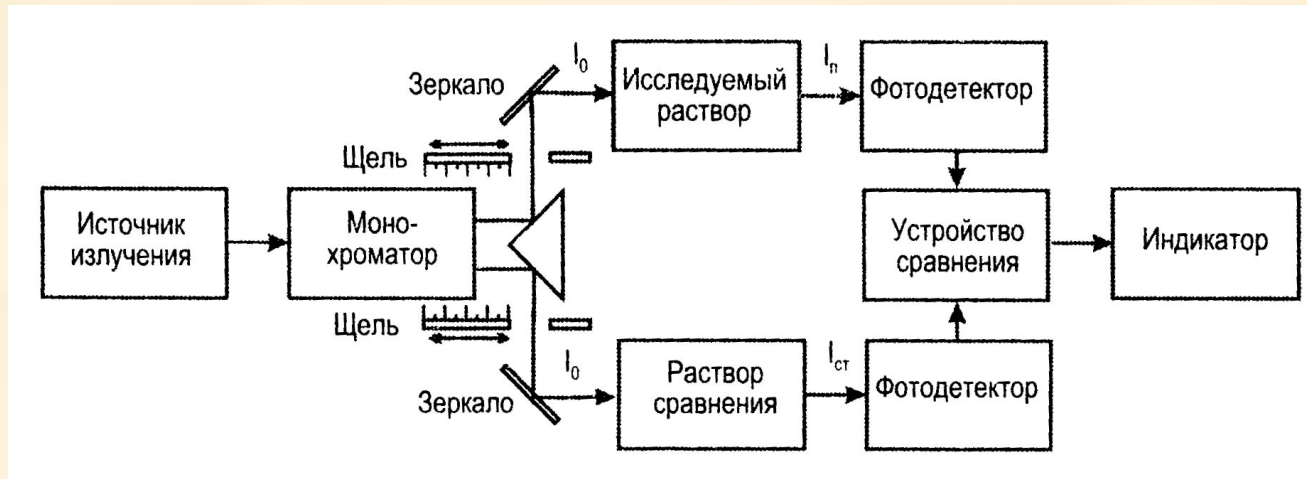 I₀
Iₙ
Зеркало
Исследуемый
раствор
Фотодетектор
Щель
Источник
излучения
Моно-
хроматор
Устройство
сравнения
Индикатор
Щель
Зеркало
I₀
Раствор
сравнения
Iст
Фотодетектор